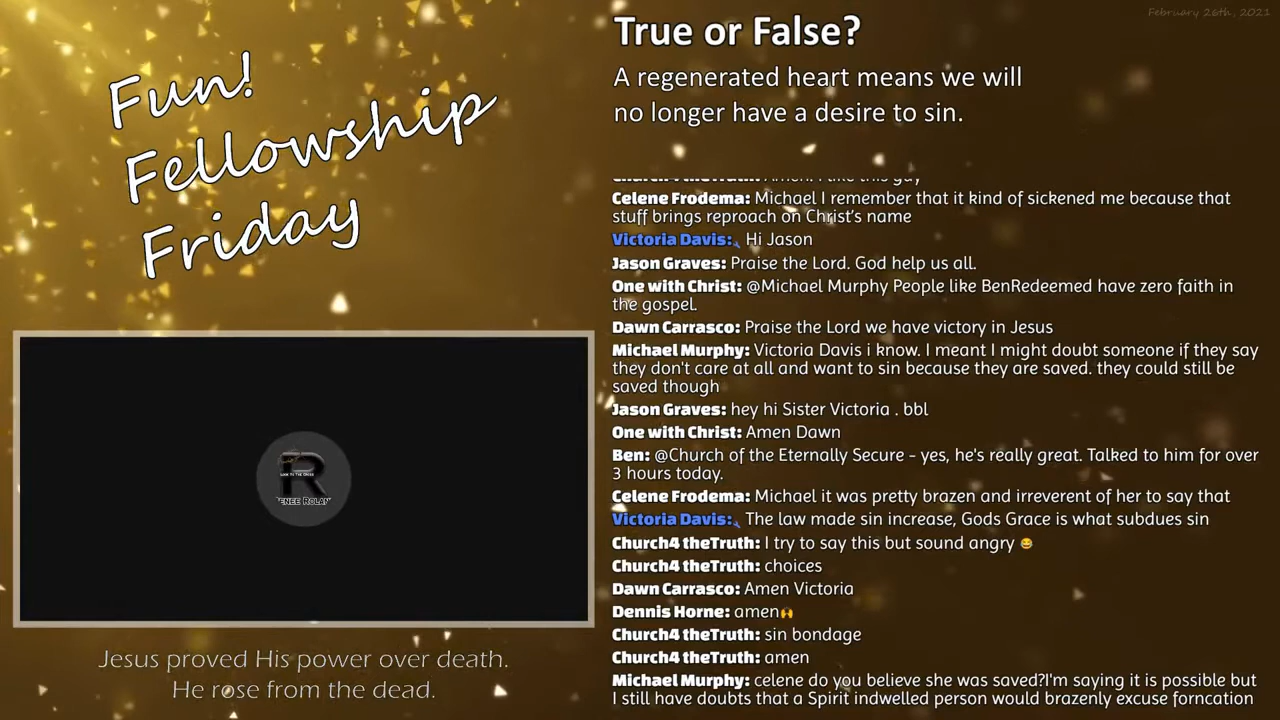 February 26th, 2021
Fun!
Fellowship
Friday
True or False?
A regenerated heart means we will
no longer have a desire to sin.
Celene Frodema: Michael I remember that it kind of sickened me because that
stuff brings reproach on Christ's name
Victoria Davis: Hi Jason
Jason Graves: Praise the Lord. God help us all.
One with Christ: @Michael Murphy People like BenRedeemed have zero faith in
the gospel.
Dawn Carrasco: Praise the Lord we have victory in Jesus
Michael Murphy: Victoria Davis i know. I meant I might doubt someone if they say
they don't care at all and want to sin because they are saved. they could still be
saved though
Jason Graves: hey hi Sister Victoria . bbl
One with Christ: Amen Dawn
Ben: @Church of the Eternally Secure - yes, he's really great. Talked to him for over
3 hours today.
Celene Frodema: Michael it was pretty brazen and irreverent of her to say that
Victoria Davis: The law made sin increase, Gods Grace is what subdues sin
Church4 theTruth: I try to say this but sound angry 😄
Church4 theTruth: choices
Dawn Carrasco: Amen Victoria
Dennis Horne: amen🙌
Church4 theTruth: sin bondage
Church4 theTruth: amen
Michael Murphy: celene do you believe she was saved?I'm saying it is possible but
I still have doubts that a Spirit indwelled person would brazenly excuse forncation
R
LOOK TO THE CROSS
Jesus proved His power over death.
He rose from the dead.